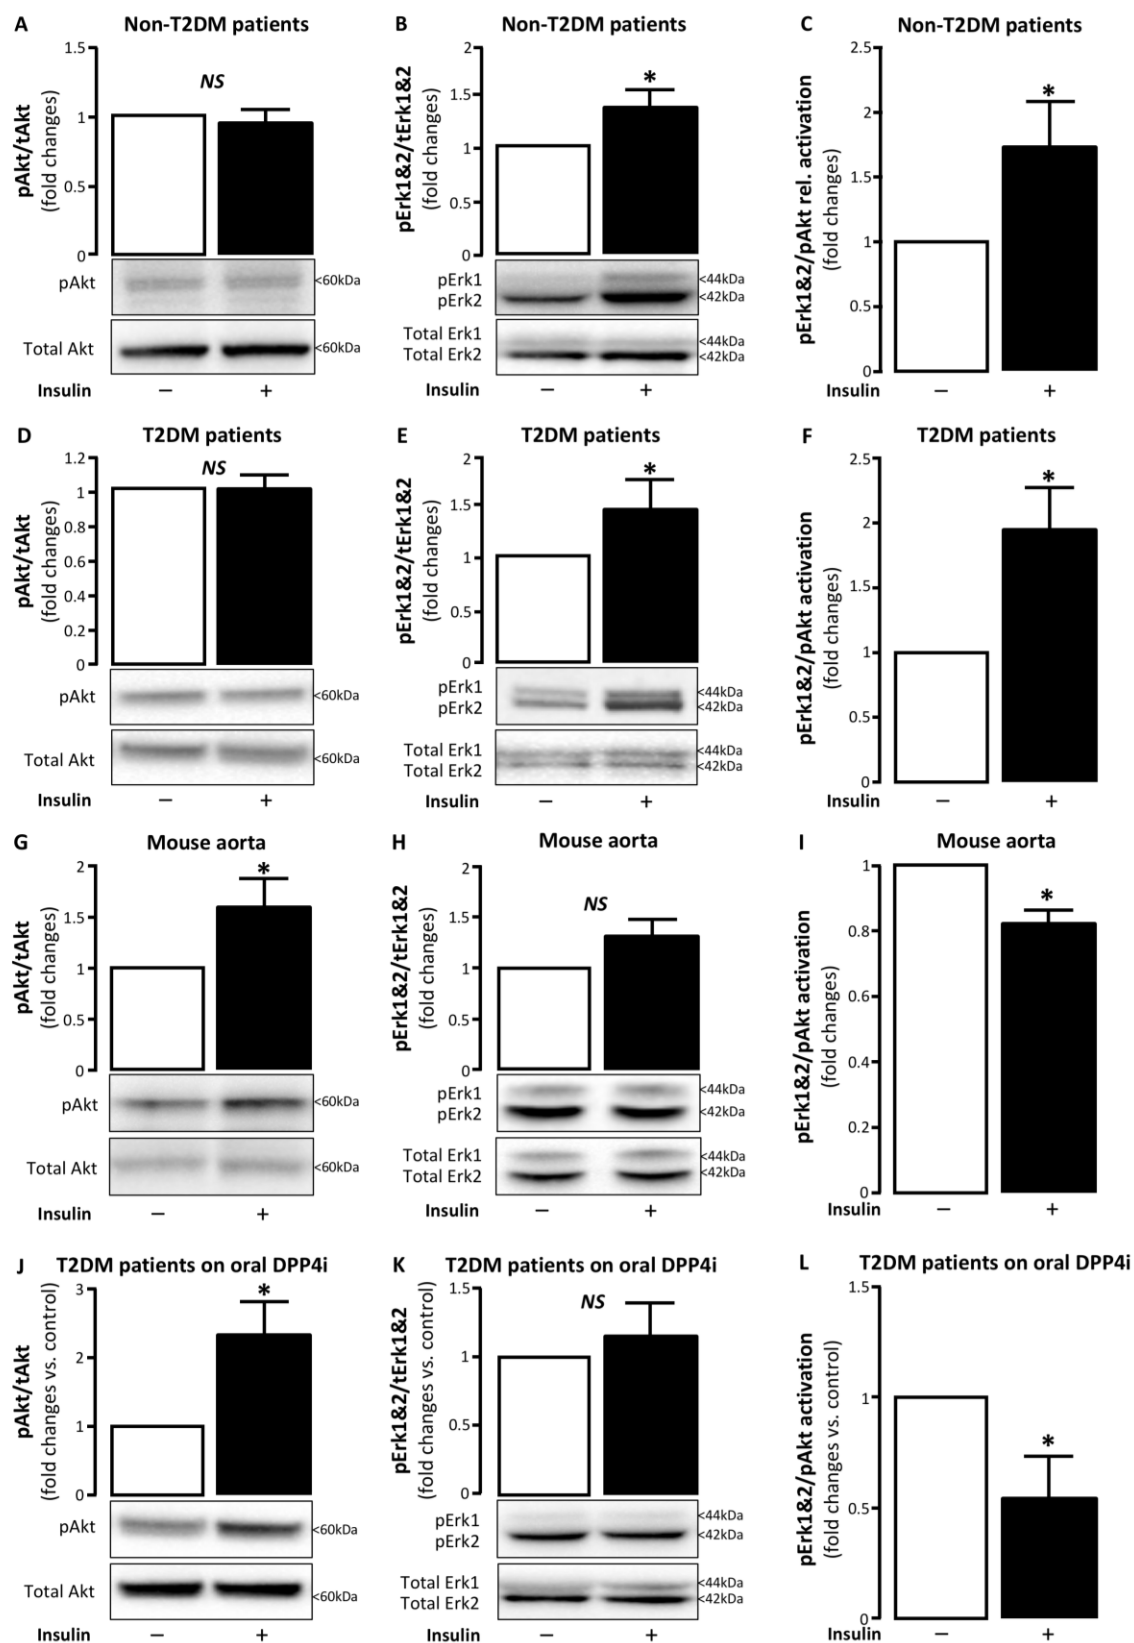 A Non-T2DM patients
pAkt/tAkt
(fold changes)
1.5
1
0.5
0
NS
pAkt <60kDa
Total Akt <60kDa
Insulin – +
B Non-T2DM patients
pErk1&2/tErk1&2
(fold changes)
2
1.5
1
0.5
0
*
pErk1 <44kDa
pErk2 <42kDa
Total Erk1 <44kDa
Total Erk2 <42kDa
Insulin – +
C Non-T2DM patients
pErk1&2/pAkt rel. activation
(fold changes)
2.5
2
1.5
1
0.5
0
*
Insulin – +
D T2DM patients
pAkt/tAkt
(fold changes)
1.2
1
0.8
0.6
0.4
0.2
0
NS
pAkt <60kDa
Total Akt <60kDa
Insulin – +
E T2DM patients
pErk1&2/tErk1&2
(fold changes)
2
1.5
1
0.5
0
*
pErk1 <44kDa
pErk2 <42kDa
Total Erk1 <44kDa
Total Erk2 <42kDa
Insulin – +
F T2DM patients
pErk1&2/pAkt activation
(fold changes)
2.5
2
1.5
1
0.5
0
*
Insulin – +
G Mouse aorta
pAkt/tAkt
(fold changes)
2
1.5
1
0.5
0
*
pAkt <60kDa
Total Akt <60kDa
Insulin – +
H Mouse aorta
pErk1&2/tErk1&2
(fold changes)
2
1.5
1
0.5
0
NS
pErk1 <44kDa
pErk2 <42kDa
Total Erk1 <44kDa
Total Erk2 <42kDa
Insulin – +
I Mouse aorta
pErk1&2/pAkt activation
(fold changes)
1
0.8
0.6
0.4
0.2
0
*
Insulin – +
J T2DM patients on oral DPP4i
pAkt/tAkt
(fold changes vs. control)
3
2
1
0
*
pAkt <60kDa
Total Akt <60kDa
Insulin – +
K T2DM patients on oral DPP4i
pErk1&2/tErk1&2
(fold changes vs. control)
1.5
1
0.5
0
NS
pErk1 <44kDa
pErk2 <42kDa
Total Erk1 <44kDa
Total Erk2 <42kDa
Insulin – +
L T2DM patients on oral DPP4i
pErk1&2/pAkt activation
(fold changes vs. control)
1.5
1
0.5
0
*
Insulin – +